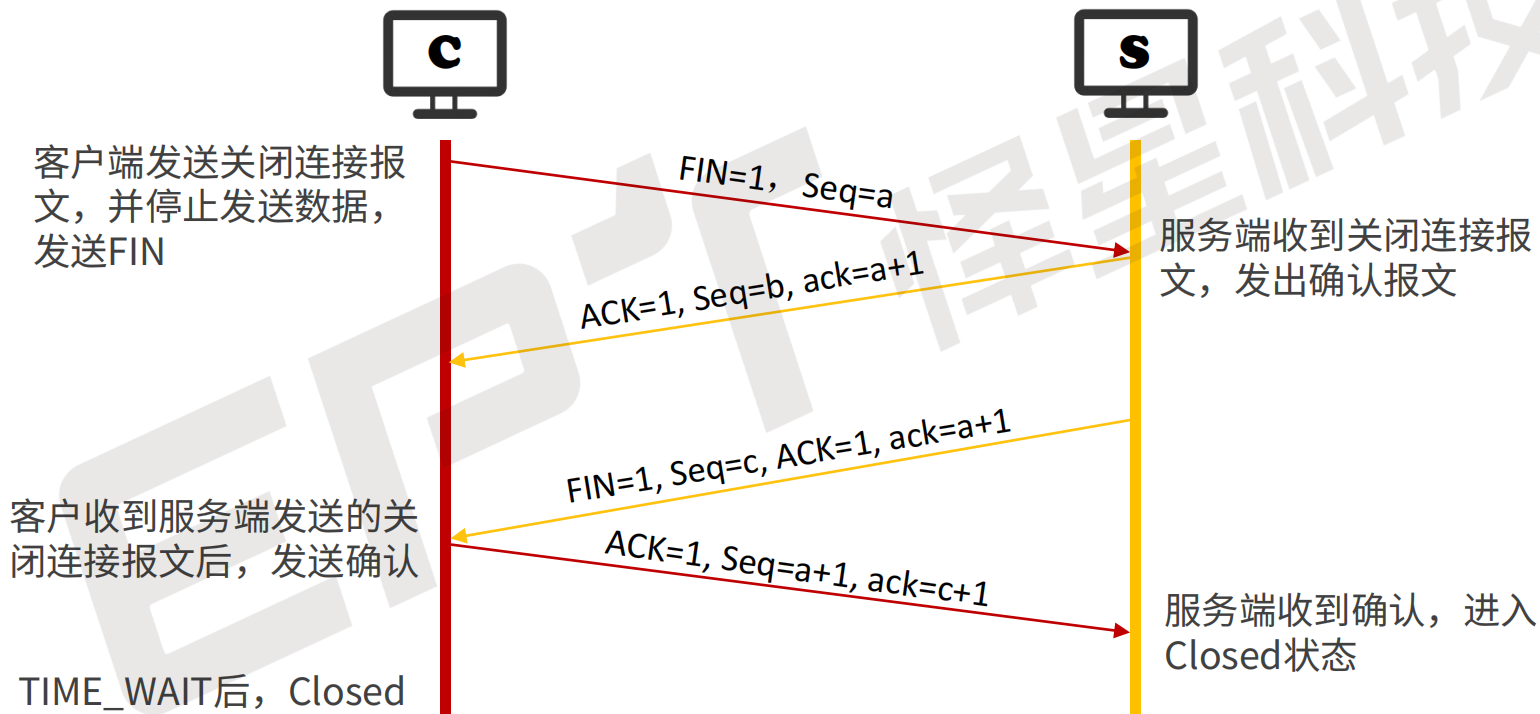 C
S
客户端发送关闭连接报
文，并停止发送数据，
发送FIN
FIN=1， Seq=a
服务端收到关闭连接报
文，发出确认报文
ACK=1, Seq=b, ack=a+1
FIN=1, Seq=c, ACK=1, ack=a+1
客户收到服务端发送的关
闭连接报文后，发送确认
ACK=1, Seq=a+1, ack=c+1
服务端收到确认，进入
Closed状态
TIME_WAIT后，Closed
EPT 怿星科技